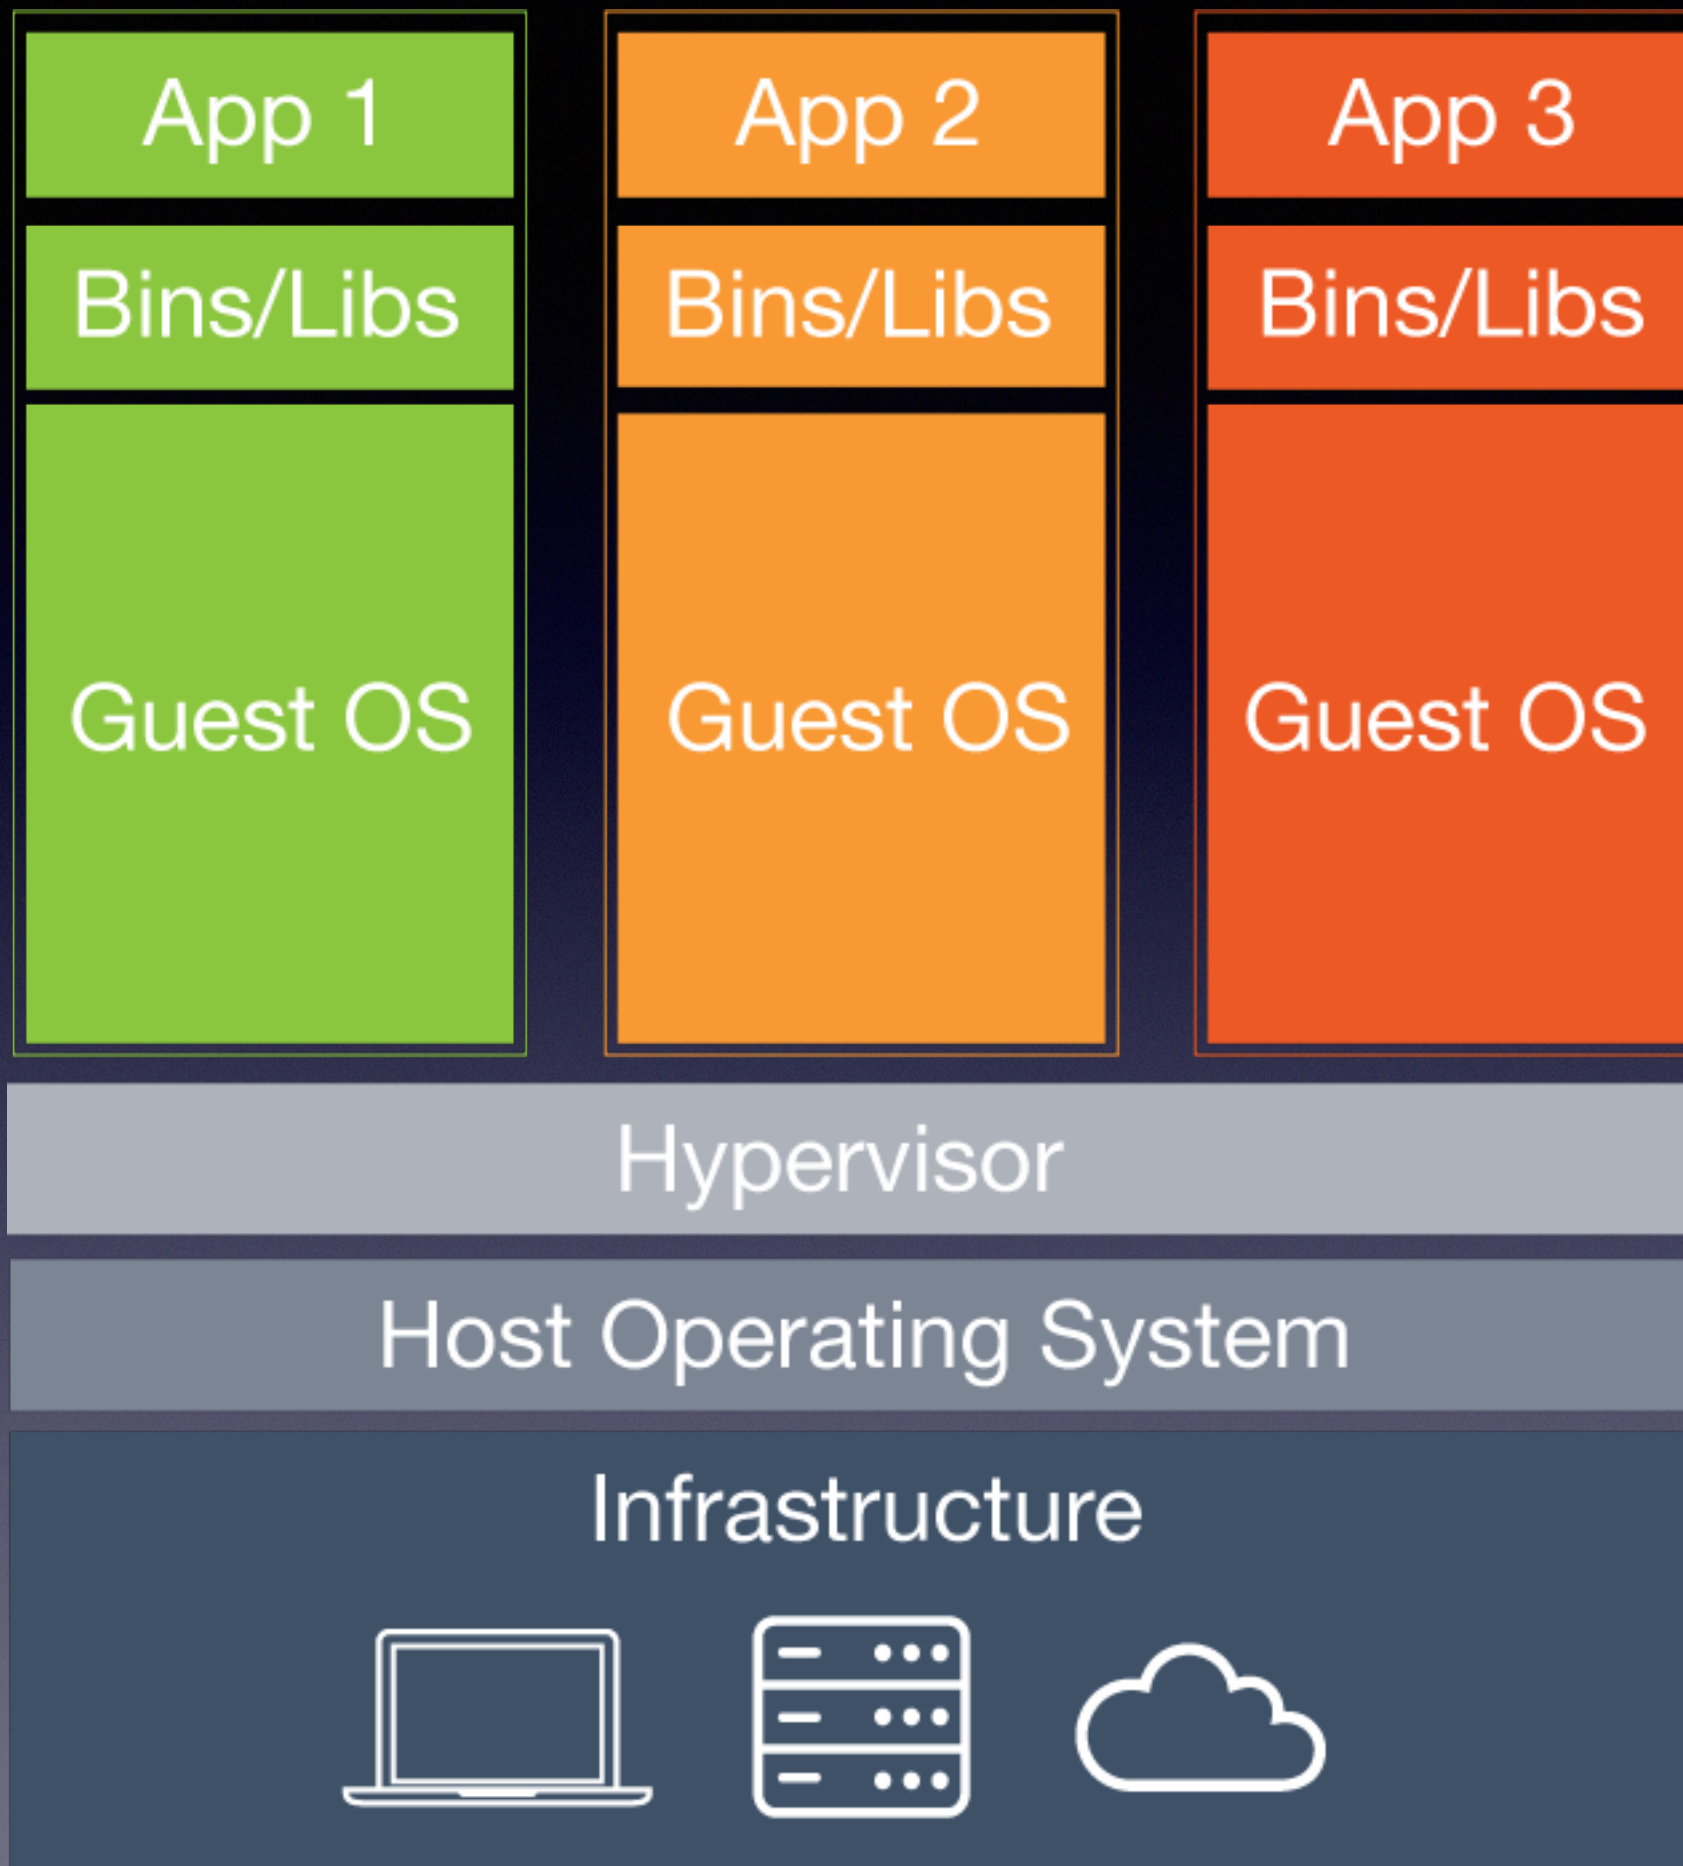 App 1
App 2
App 3
Bins/Libs
Bins/Libs
Bins/Libs
Guest OS
Guest OS
Guest OS
Hypervisor
Host Operating System
Infrastructure